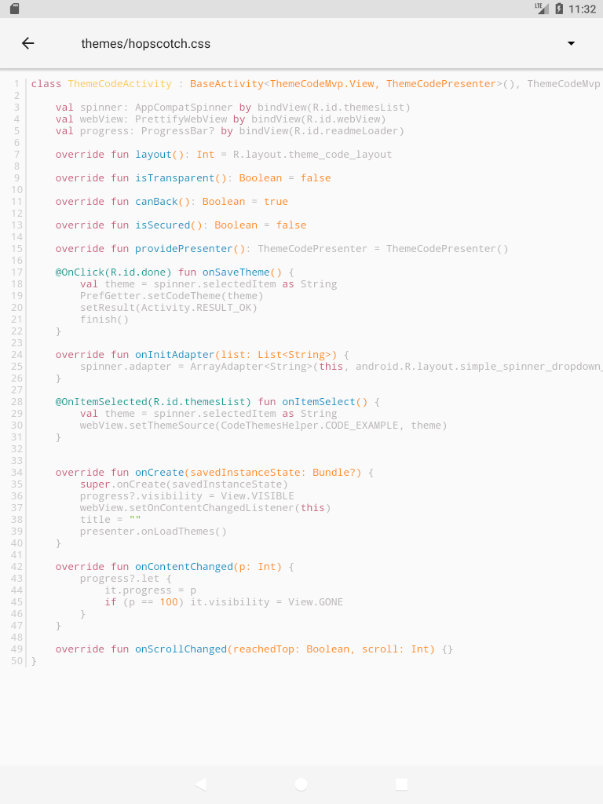 LTE 11:32
themes/hopscotch.css
1 class ThemeCodeActivity : BaseActivity<ThemeCodeMvp.View, ThemeCodePresenter>(), ThemeCodeMvp
2
3     val spinner: AppCompatSpinner by bindView(R.id.themesList)
4     val webView: PrettifyWebView by bindView(R.id.webView)
5     val progress: ProgressBar? by bindView(R.id.readmeLoader)
6
7     override fun layout(): Int = R.layout.theme_code_layout
8
9     override fun isTransparent(): Boolean = false
10
11     override fun canBack(): Boolean = true
12
13     override fun isSecured(): Boolean = false
14
15     override fun providePresenter(): ThemeCodePresenter = ThemeCodePresenter()
16
17     @OnClick(R.id.done) fun onSaveTheme() {
18         val theme = spinner.selectedItem as String
19         PrefGetter.setCodeTheme(theme)
20         setResult(Activity.RESULT_OK)
21         finish()
22     }
23
24     override fun onInitAdapter(list: List<String>) {
25         spinner.adapter = ArrayAdapter<String>(this, android.R.layout.simple_spinner_dropdown_
26     }
27
28     @OnItemSelected(R.id.themesList) fun onItemSelect() {
29         val theme = spinner.selectedItem as String
30         webView.setThemeSource(CodeThemesHelper.CODE_EXAMPLE, theme)
31     }
32
33
34     override fun onCreate(savedInstanceState: Bundle?) {
35         super.onCreate(savedInstanceState)
36         progress?.visibility = View.VISIBLE
37         webView.setOnContentChangedListener(this)
38         title = ""
39         presenter.onLoadThemes()
40     }
41
42     override fun onContentChanged(p: Int) {
43         progress?.let {
44             it.progress = p
45             if (p == 100) it.visibility = View.GONE
46         }
47     }
48
49     override fun onScrollChanged(reachedTop: Boolean, scroll: Int) {}
50 }